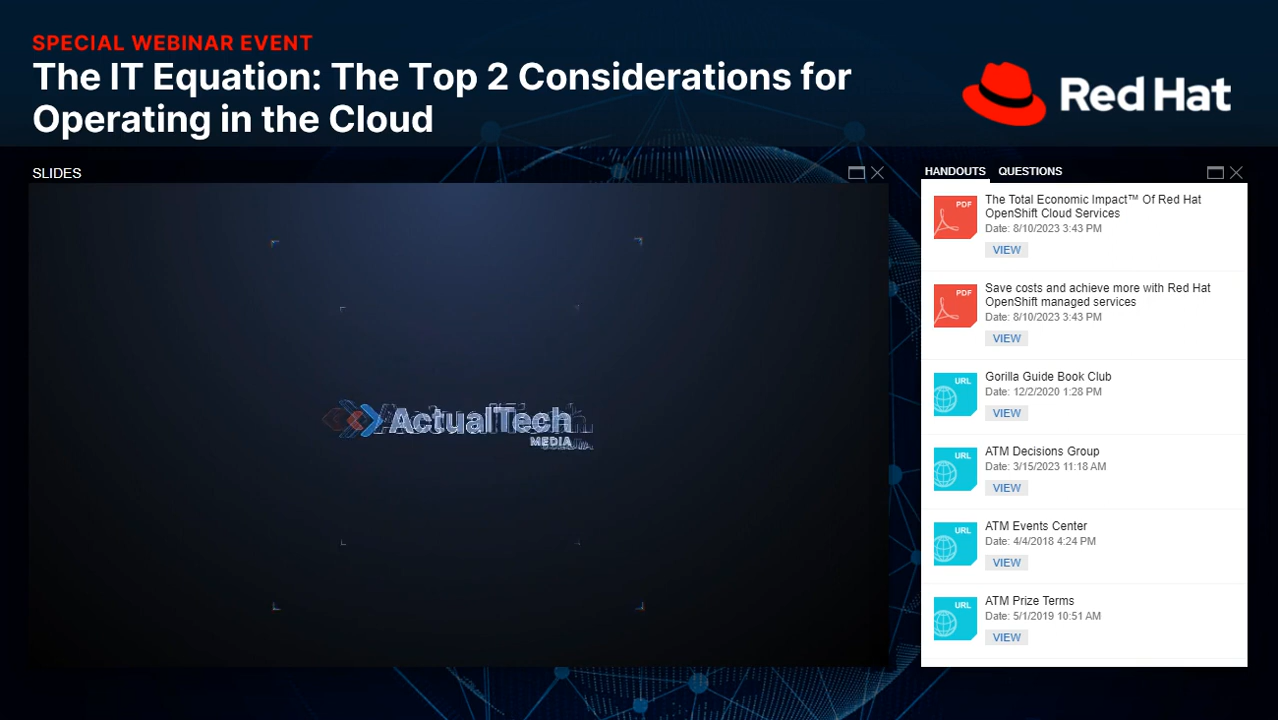 SPECIAL WEBINAR EVENT
The IT Equation: The Top 2 Considerations for
Operating in the Cloud
Red Hat
SLIDES
ActualTech
MEDIA
HANDOUTS QUESTIONS
PDF
The Total Economic Impact™ Of Red Hat
OpenShift Cloud Services
Date: 8/10/2023 3:43 PM
VIEW
PDF
Save costs and achieve more with Red Hat
OpenShift managed services
Date: 8/10/2023 3:43 PM
VIEW
URL
Gorilla Guide Book Club
Date: 12/2/2020 1:28 PM
VIEW
URL
ATM Decisions Group
Date: 3/15/2023 11:18 AM
VIEW
URL
ATM Events Center
Date: 4/4/2018 4:24 PM
VIEW
URL
ATM Prize Terms
Date: 5/1/2019 10:51 AM
VIEW